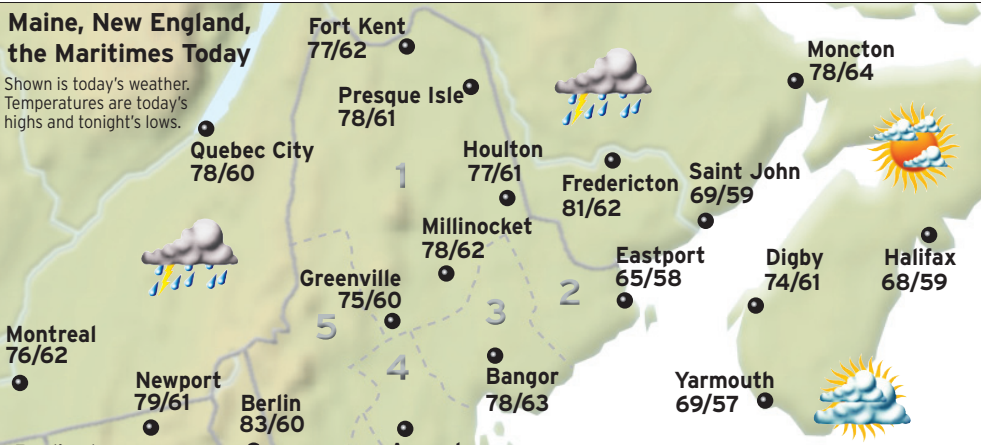 Maine, New England,
the Maritimes Today
Shown is today's weather.
Temperatures are today's
highs and tonight's lows.
Fort Kent
77/62
Presque Isle
78/61
Quebec City
78/60
Houlton
77/61
Moncton
78/64
Fredericton
81/62
Saint John
69/59
1
Millinocket
78/62
Greenville
75/60
Eastport
65/58
Digby
74/61
Halifax
68/59
2
3
5
4
Montreal
76/62
Newport
79/61
Berlin
83/60
Bangor
78/63
Yarmouth
69/57